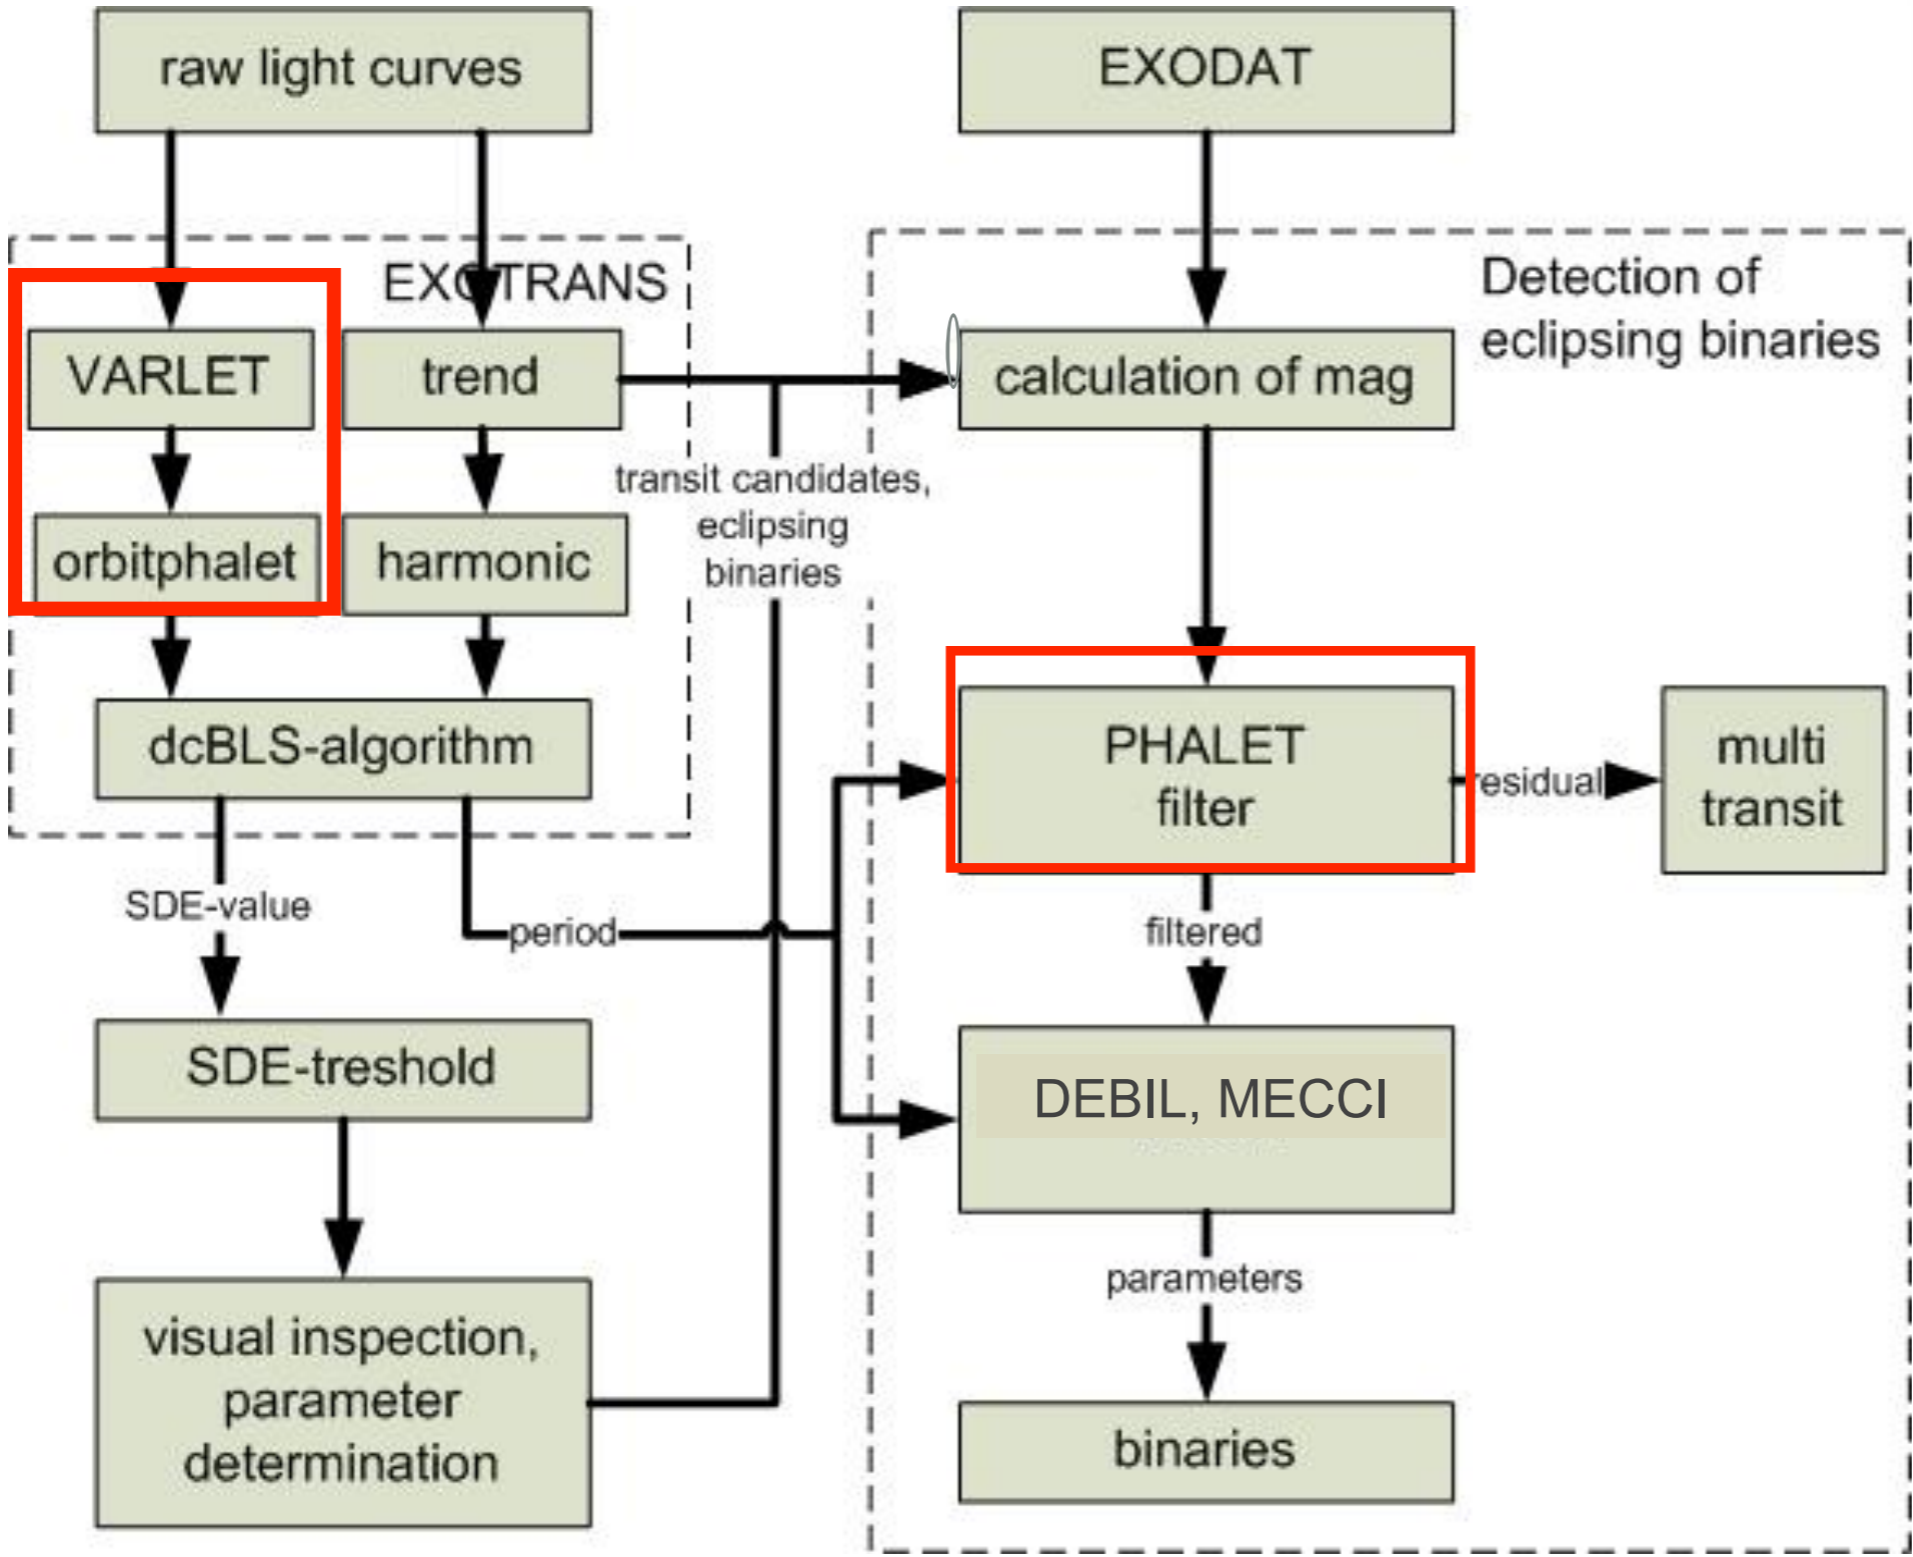 raw light curves
EXODAT
EXOTRANS
Detection of
eclipsing binaries
VARLET
trend
calculation of mag
transit candidates,
eclipsing
binaries
orbitphalet
harmonic
dcBLS-algorithm
PHALET
filter
residual
multi
transit
SDE-value
period
filtered
SDE-treshold
DEBIL, MECCI
parameters
visual inspection,
parameter
determination
binaries